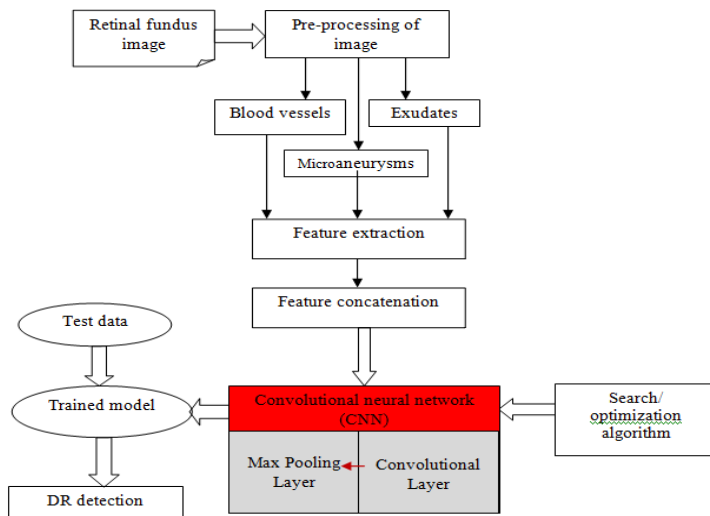 Retinal fundus
image
Pre-processing of
image
Blood vessels
Exudates
Microaneurysms
Feature extraction
Feature concatenation
Test data
Trained model
Convolutional neural network
(CNN)
Search/
optimization
algorithm
Max Pooling
Layer
Convolutional
Layer
DR detection